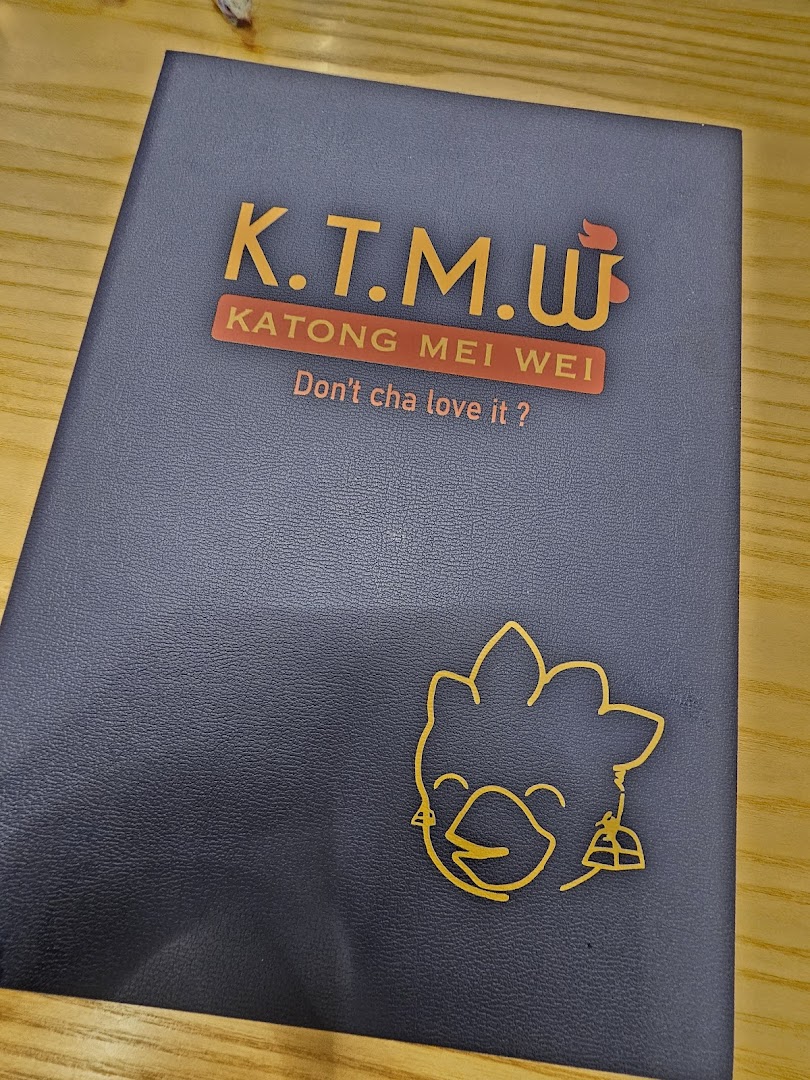 K.T.M.W
KATONG MEI WEI
Don't cha love it ?